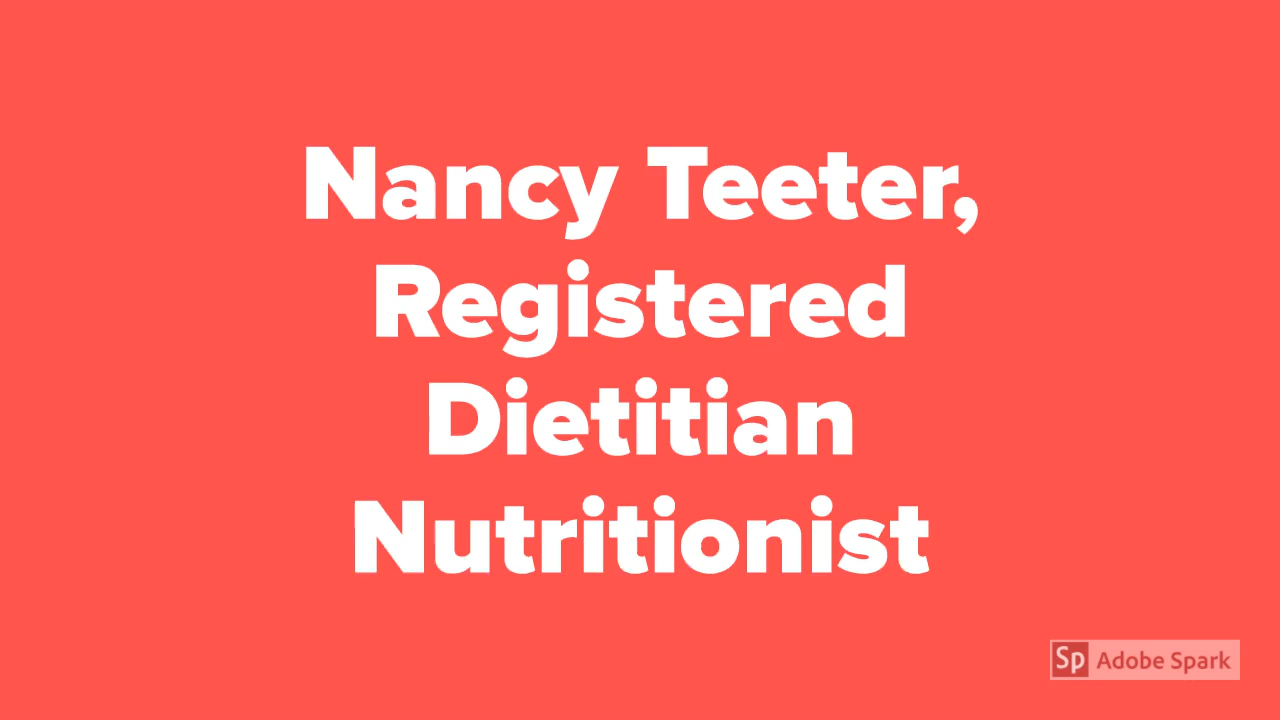 Nancy Teeter,
Registered
Dietitian
Nutritionist
Sp Adobe Spark